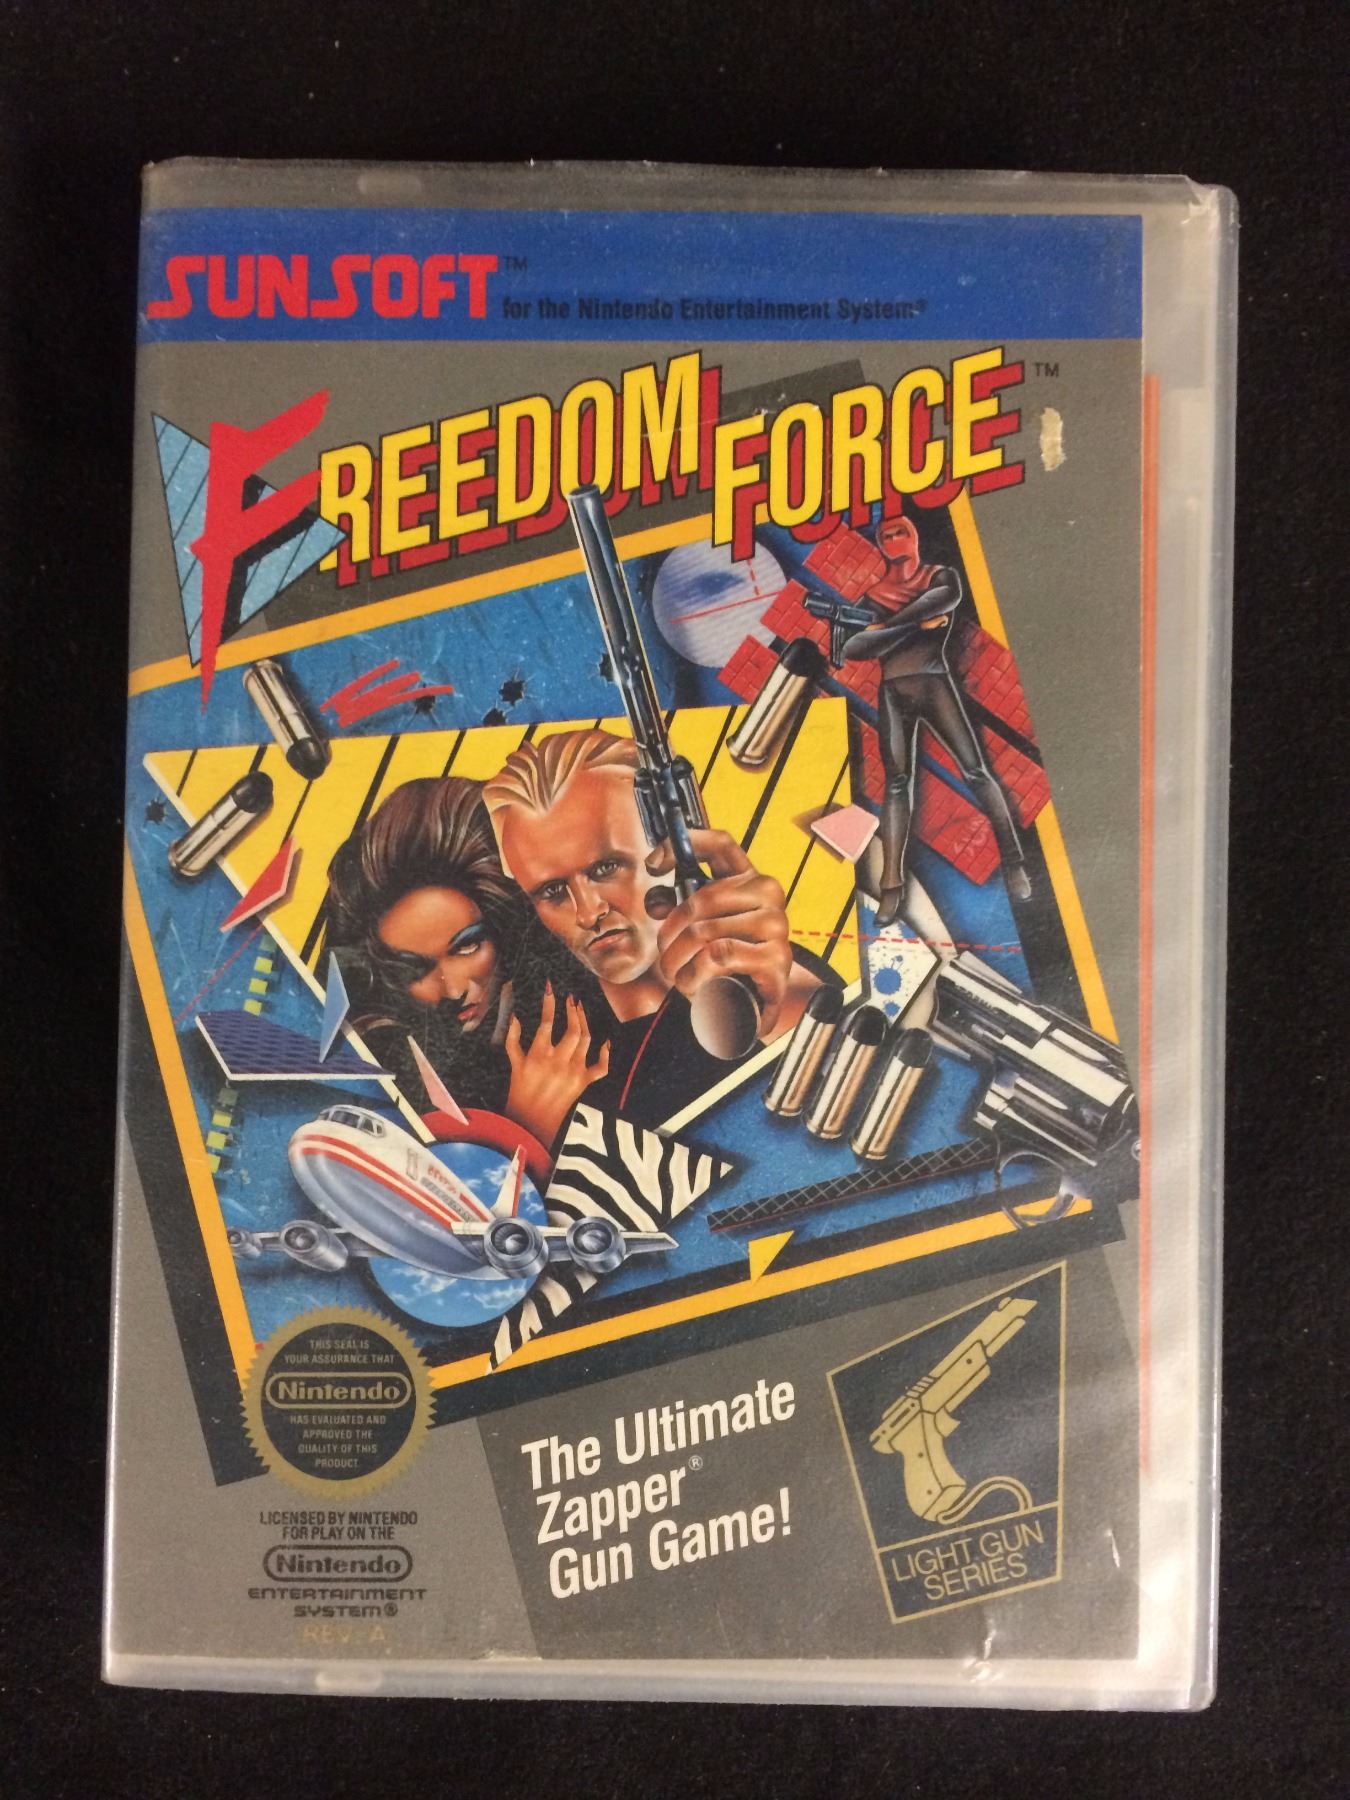 SUNSOFT™
for the Nintendo Entertainment System®
FREEDOM FORCE™
THIS SEAL IS
YOUR ASSURANCE THAT
Nintendo
HAS EVALUATED AND
APPROVED THE
QUALITY OF THIS
PRODUCT.
LICENSED BY NINTENDO
FOR PLAY ON THE
Nintendo
ENTERTAINMENT
SYSTEM®
REV-A
The Ultimate
Zapper®
Gun Game!
LIGHT GUN
SERIES